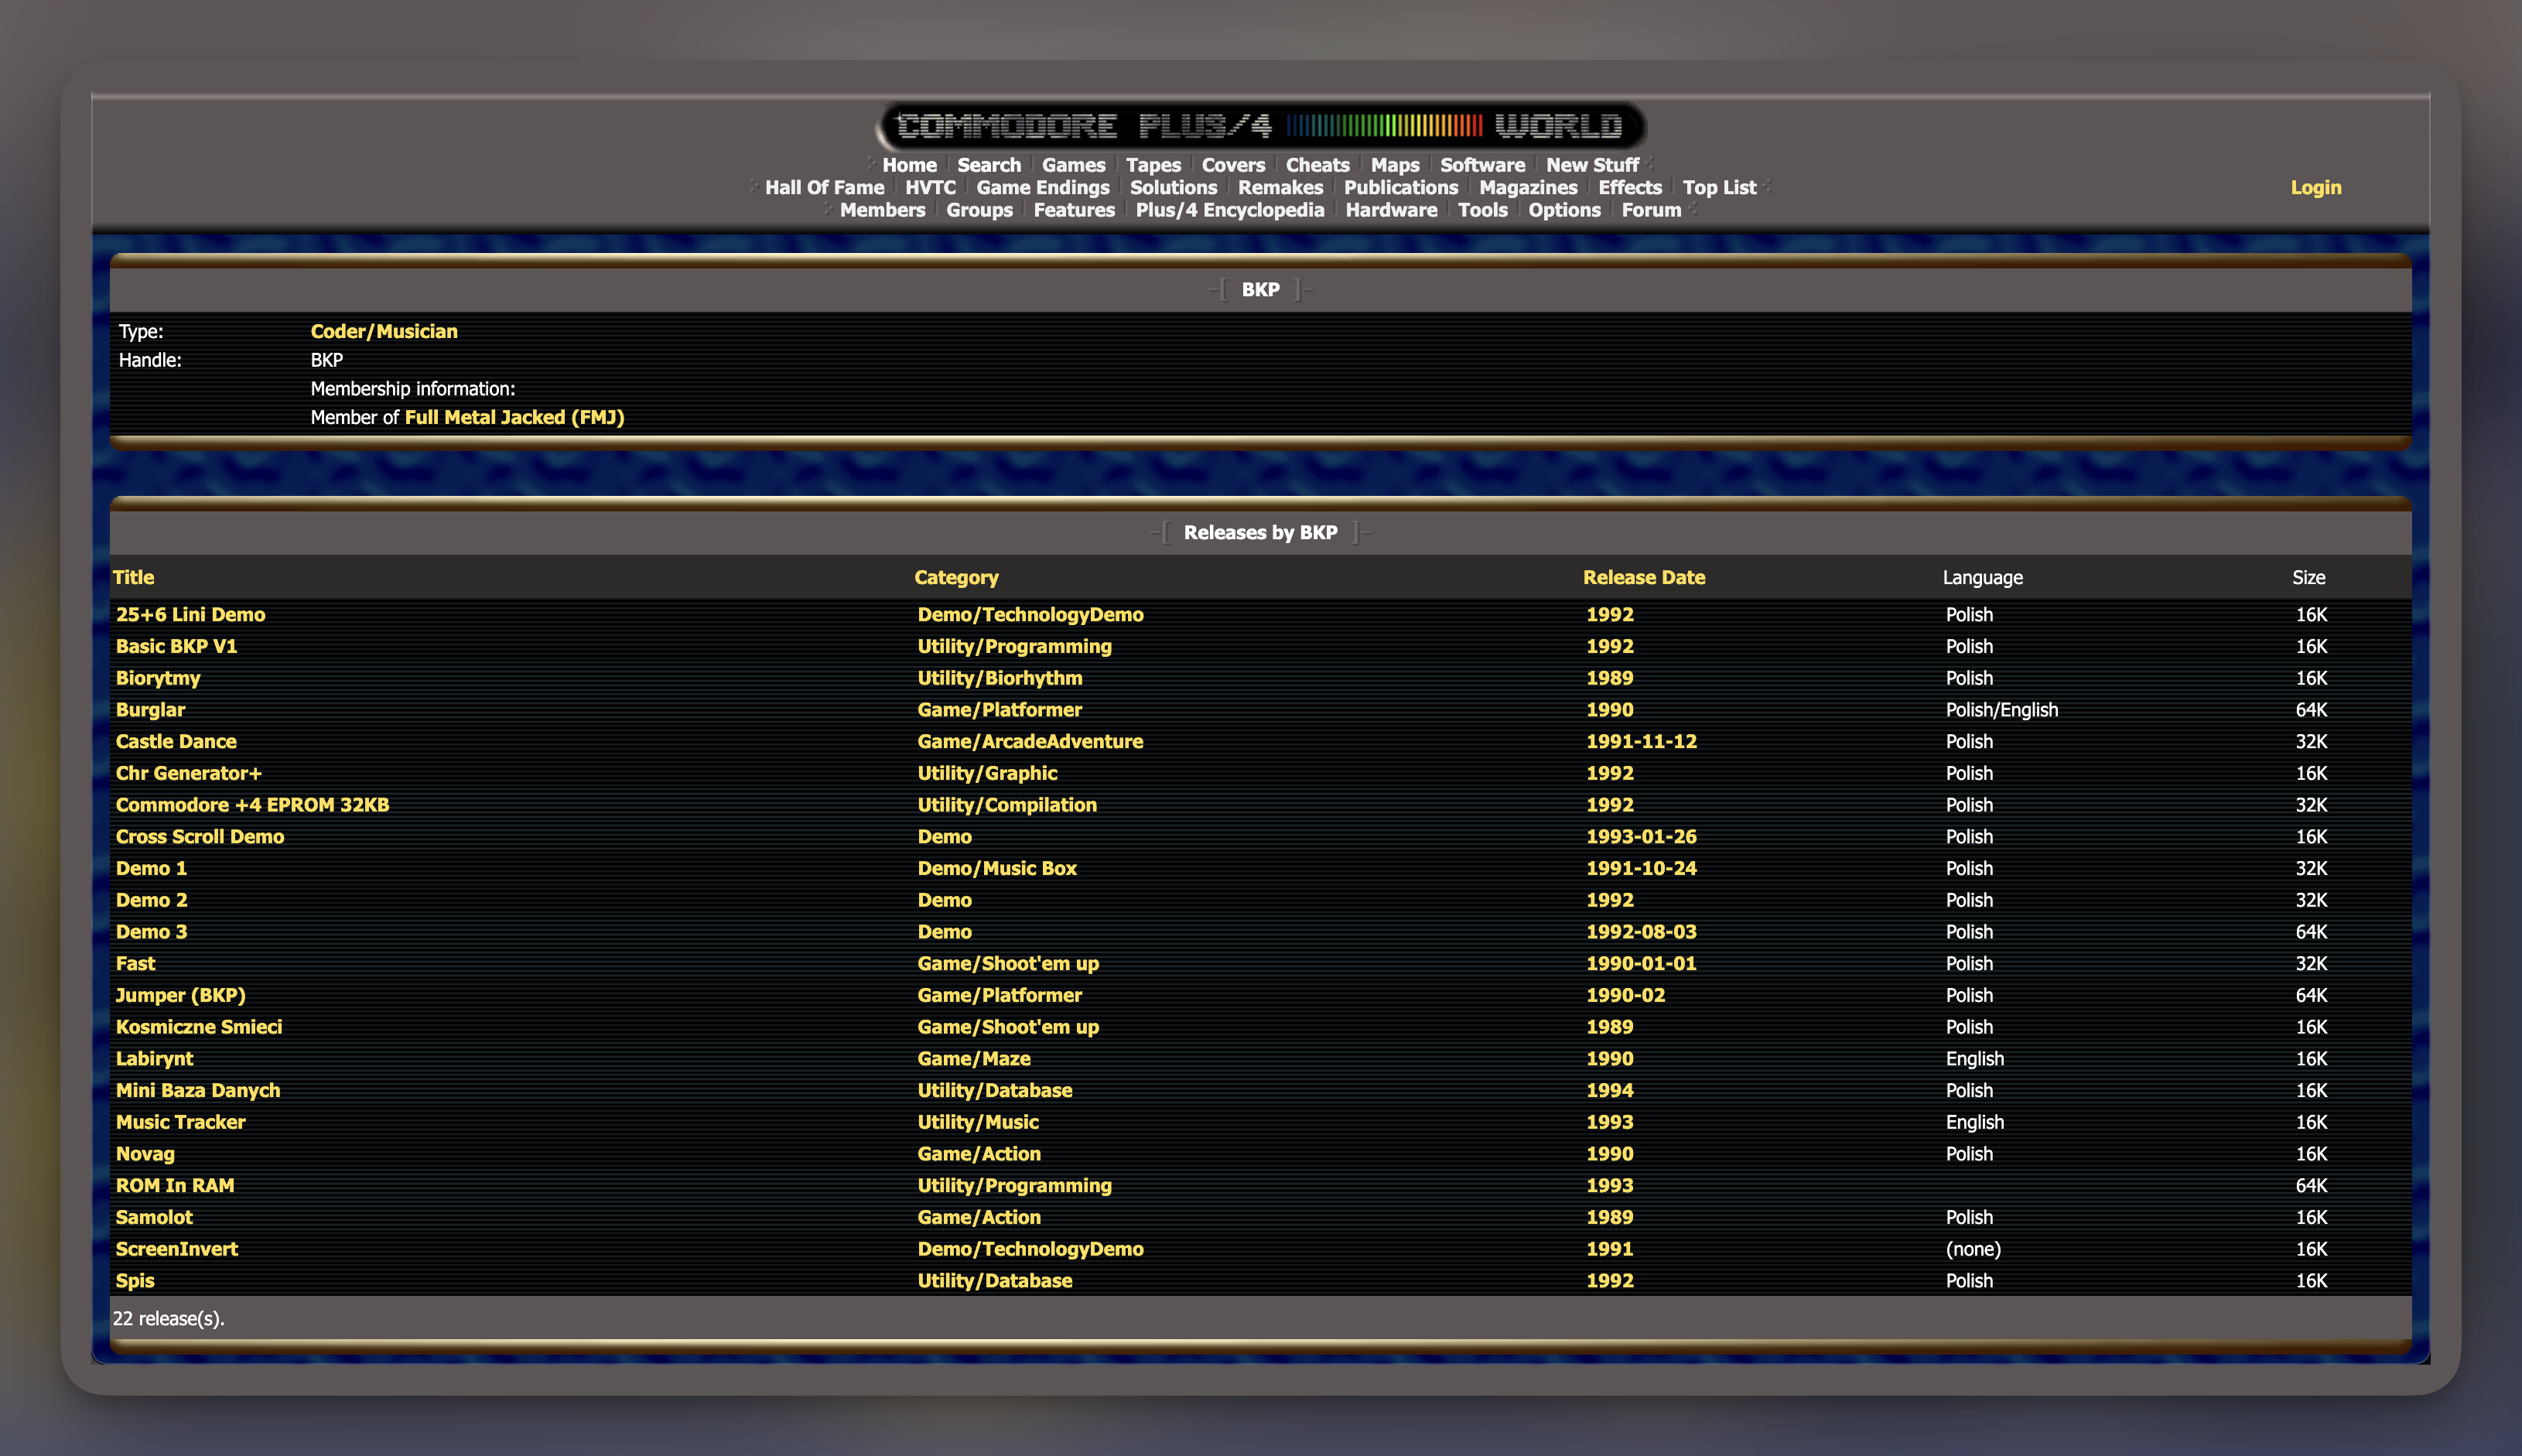 COMMODORE PLUS/4 WORLD
Home Search Games Tapes Covers Cheats Maps Software New Stuff
Hall Of Fame HVTC Game Endings Solutions Remakes Publications Magazines Effects Top List
Login
Members Groups Features Plus/4 Encyclopedia Hardware Tools Options Forum
-[ BKP ]-
Type: Coder/Musician
Handle: BKP
Membership information:
Member of Full Metal Jacked (FMJ)
-[ Releases by BKP ]-
Title Category Release Date Language Size
25+6 Lini Demo Demo/TechnologyDemo 1992 Polish 16K
Basic BKP V1 Utility/Programming 1992 Polish 16K
Biorytmy Utility/Biorhythm 1989 Polish 16K
Burglar Game/Platformer 1990 Polish/English 64K
Castle Dance Game/ArcadeAdventure 1991-11-12 Polish 32K
Chr Generator+ Utility/Graphic 1992 Polish 16K
Commodore +4 EPROM 32KB Utility/Compilation 1992 Polish 32K
Cross Scroll Demo Demo 1993-01-26 Polish 16K
Demo 1 Demo/Music Box 1991-10-24 Polish 32K
Demo 2 Demo 1992 Polish 32K
Demo 3 Demo 1992-08-03 Polish 64K
Fast Game/Shoot'em up 1990-01-01 Polish 32K
Jumper (BKP) Game/Platformer 1990-02 Polish 64K
Kosmiczne Smieci Game/Shoot'em up 1989 Polish 16K
Labirynt Game/Maze 1990 English 16K
Mini Baza Danych Utility/Database 1994 Polish 16K
Music Tracker Utility/Music 1993 English 16K
Novag Game/Action 1990 Polish 16K
ROM In RAM Utility/Programming 1993 64K
Samolot Game/Action 1989 Polish 16K
ScreenInvert Demo/TechnologyDemo 1991 (none) 16K
Spis Utility/Database 1992 Polish 16K
22 release(s).